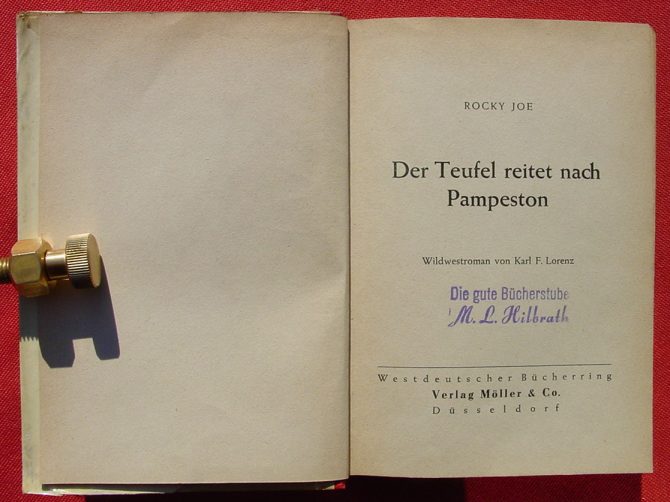 ROCKY JOE
Der Teufel reitet nach
Pampeston
Wildwestroman von Karl F. Lorenz
Die gute Bücherstube
M. L. Hilbrath
Westdeutscher Bücherring
Verlag Möller & Co.
Düsseldorf